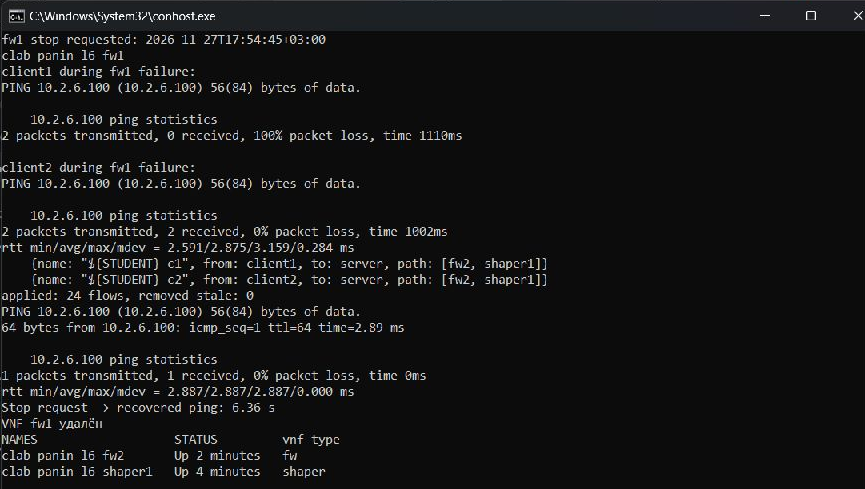 C:\Windows\System32\conhost.exe
fw1 stop requested: 2026 11 27T17:54:45+03:00
clab panin l6 fw1
client1 during fw1 failure:
PING 10.2.6.100 (10.2.6.100) 56(84) bytes of data.
10.2.6.100 ping statistics
2 packets transmitted, 0 received, 100% packet loss, time 1110ms
client2 during fw1 failure:
PING 10.2.6.100 (10.2.6.100) 56(84) bytes of data.
10.2.6.100 ping statistics
2 packets transmitted, 2 received, 0% packet loss, time 1002ms
rtt min/avg/max/mdev = 2.591/2.875/3.159/0.284 ms
{name: "${STUDENT} c1", from: client1, to: server, path: [fw2, shaper1]}
{name: "${STUDENT} c2", from: client2, to: server, path: [fw2, shaper1]}
applied: 24 flows, removed stale: 0
PING 10.2.6.100 (10.2.6.100) 56(84) bytes of data.
64 bytes from 10.2.6.100: icmp_seq=1 ttl=64 time=2.89 ms
10.2.6.100 ping statistics
1 packets transmitted, 1 received, 0% packet loss, time 0ms
rtt min/avg/max/mdev = 2.887/2.887/2.887/0.000 ms
Stop request > recovered ping: 6.36 s
VNF fw1 удалён
NAMES STATUS vnf type
clab panin l6 fw2 Up 2 minutes fw
clab panin l6 shaper1 Up 4 minutes shaper